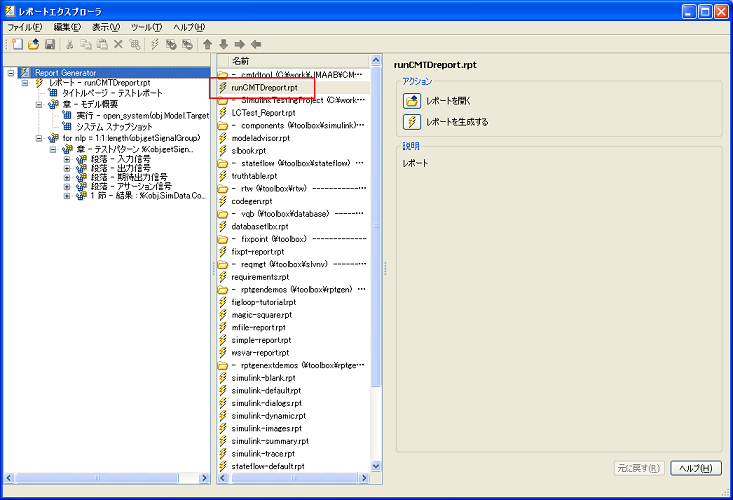 レポートエクスプローラ
ファイル(F) 編集(E) 表示(V) ツール(T) ヘルプ(H)
Report Generator
レポート - runCMTDreport.rpt
タイトルページ - テストレポート
章 - モデル概要
実行 - open_system(obj.Model.Target
システム スナップショット
for nlp = 1:1:length(obj.getSignalGroup)
章 - テストパターン %<obj.getSign...
段落 - 入力信号
段落 - 出力信号
段落 - 期待出力信号
段落 - アサーション信号
1 節 - 結果 : %<obj.SimData.Co...
名前
- cmtdtool (C:¥work¥JMAAB¥CM...
runCMTDreport.rpt
- SimulinkTestingProject (C:¥work...
LCTest_Report.rpt
- components (¥toolbox¥simulink)...
modeladvisor.rpt
slbook.rpt
- stateflow (¥toolbox¥stateflow) ...
truthtable.rpt
- rtw (¥toolbox¥rtw) -----------...
codegen.rpt
- vqb (¥toolbox¥database) -----...
databasetlbx.rpt
- fixpoint (¥toolbox) -------------
fixpt-report.rpt
- reqmgt (¥toolbox¥slvnv) ------...
requirements.rpt
- rptgendemos (¥toolbox¥rptgen) ...
figloop-tutorial.rpt
magic-square.rpt
mfile-report.rpt
simple-report.rpt
wsvar-report.rpt
- rptgenextdemos (¥toolbox¥rptge...
simulink-blank.rpt
simulink-default.rpt
simulink-dialogs.rpt
simulink-dynamic.rpt
simulink-images.rpt
simulink-summary.rpt
simulink-trace.rpt
stateflow-default.rpt
runCMTDreport.rpt
アクション
レポートを開く
レポートを生成する
説明
レポート
元に戻す(R) ヘルプ(H)